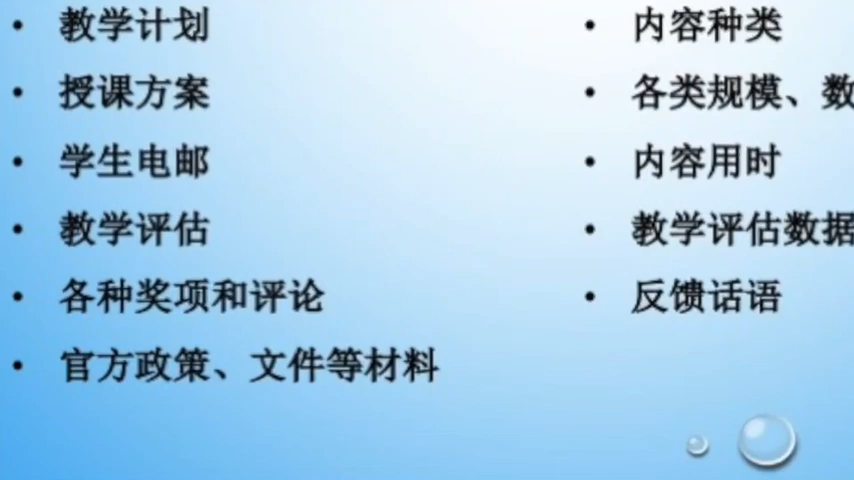 • 教学计划
• 授课方案
• 学生电邮
• 教学评估
• 各种奖项和评论
• 官方政策、文件等材料
• 内容种类
• 各类规模、数
• 内容用时
• 教学评估数据
• 反馈话语